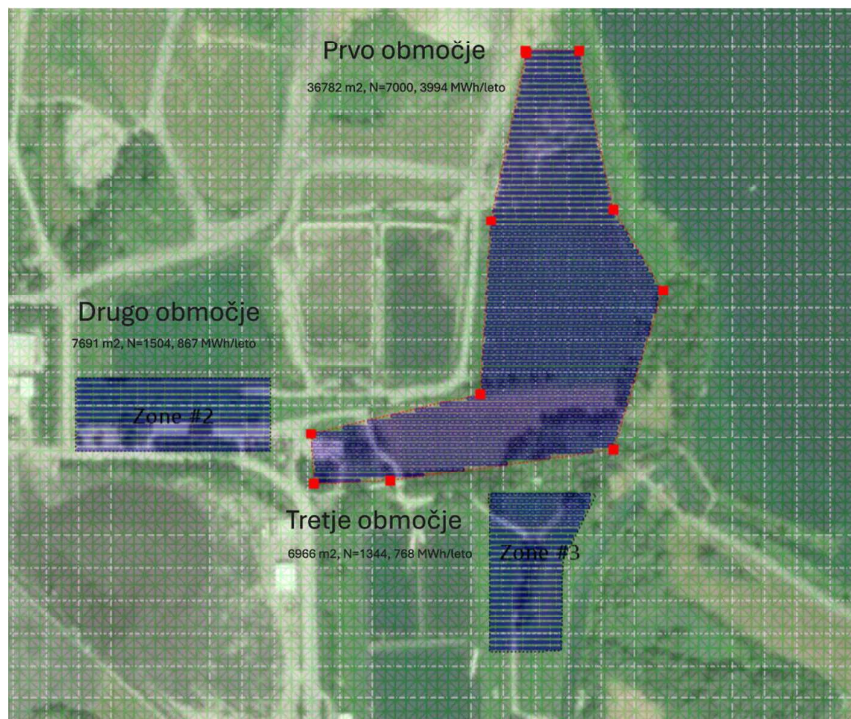 Prvo območje
36782 m2, N=7000, 3994 MWh/leto
Drugo območje
7691 m2, N=1504, 867 MWh/leto
Zone #2
Tretje območje
6966 m2, N=1344, 768 MWh/leto
Zone #3